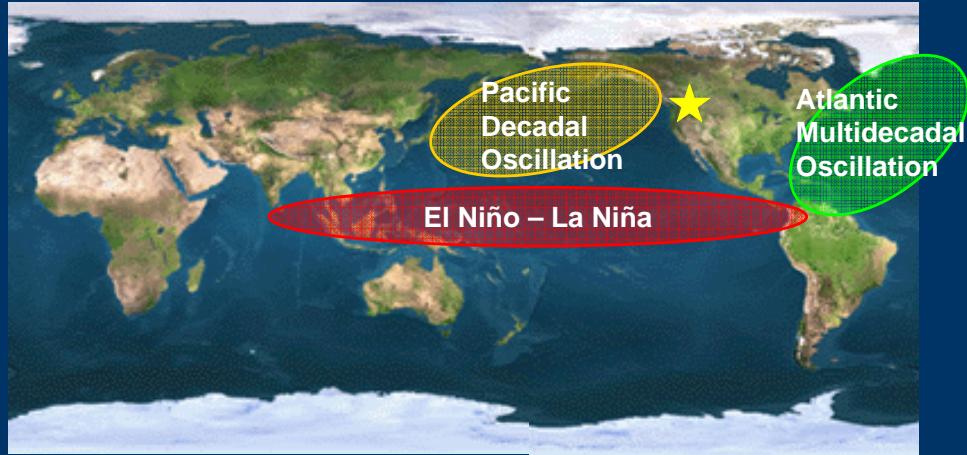 Pacific
Decadal
Oscillation
Atlantic
Multidecadal
Oscillation
El Niño – La Niña